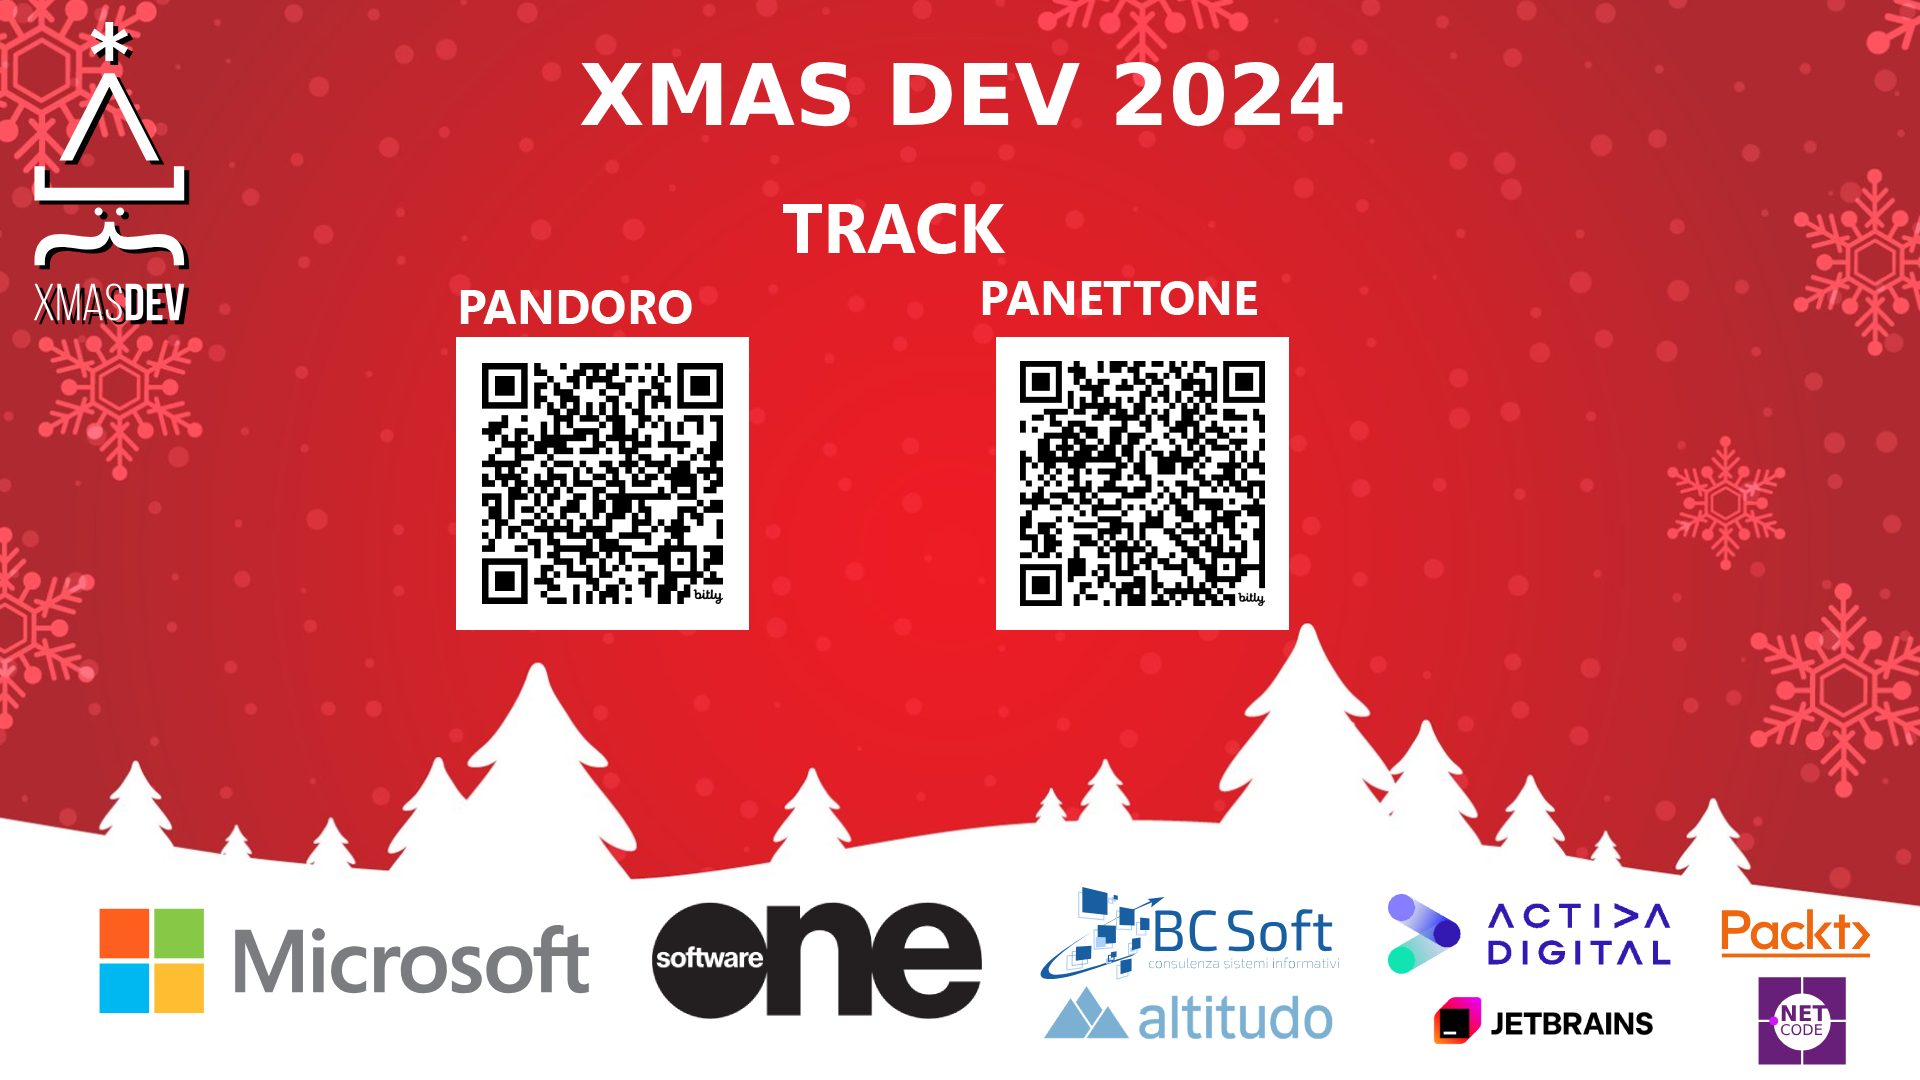 XMAS DEV 2024
XMASDEV
TRACK
PANDORO
PANETTONE
bitly
bitly
Microsoft
software
one
BC Soft
consulenza sistemi informativi
altitudo
ACTIVA
DIGITAL
JETBRAINS
Packt>
NET
CODE